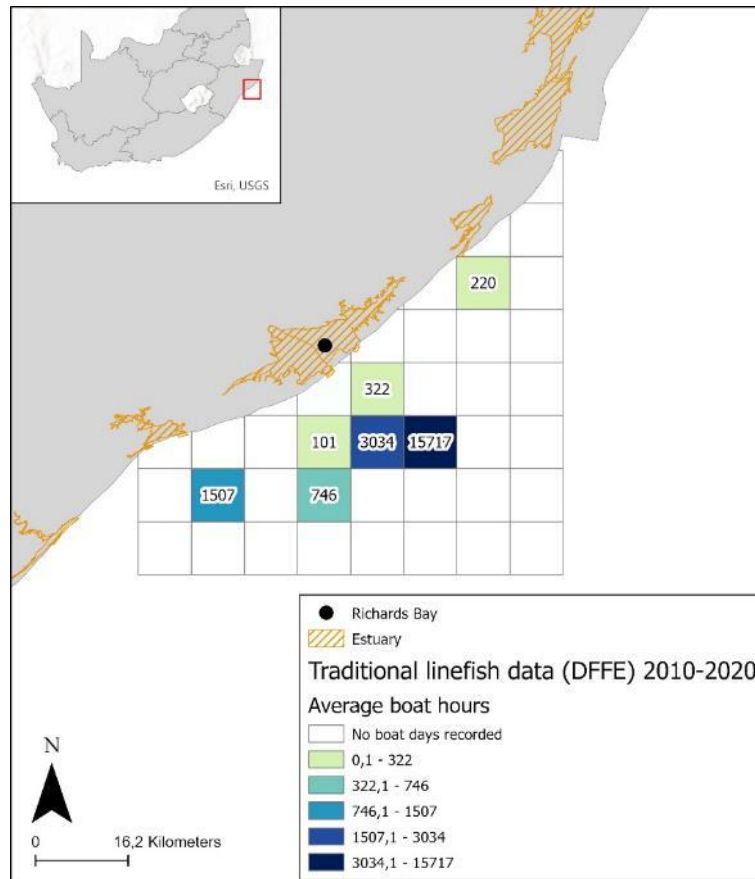 Esri, USGS
220
322
101 3034 15717
1507 746
Richards Bay
Estuary
Traditional linefish data (DFFE) 2010-2020
Average boat hours
No boat days recorded
0,1 - 322
322,1 - 746
746,1 - 1507
1507,1 - 3034
3034,1 - 15717
N
0 16,2 Kilometers